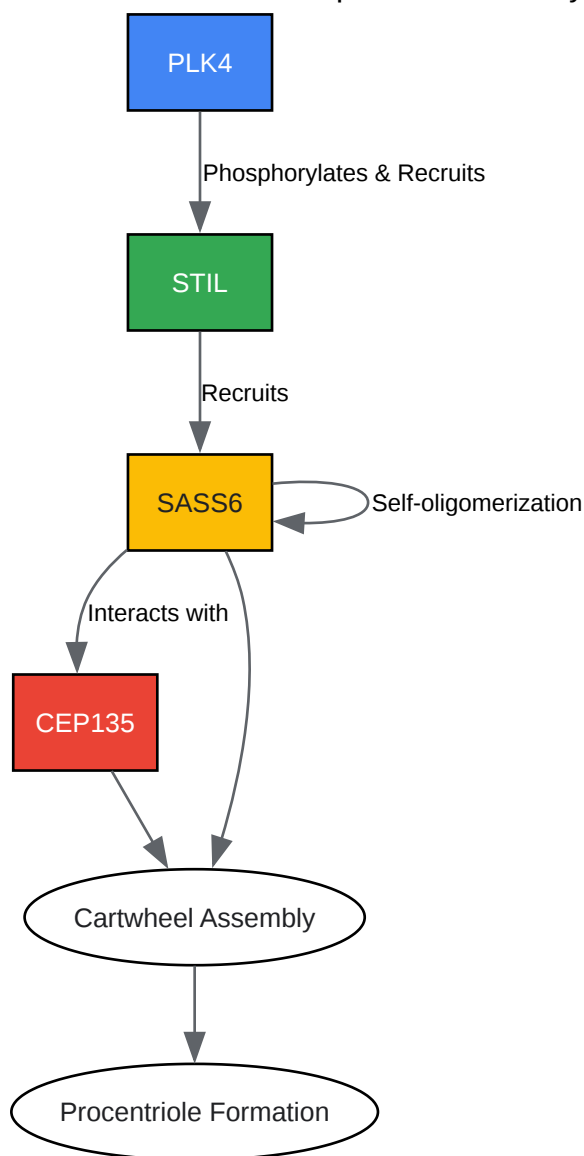 PLK4
Phosphorylates & Recruits
STIL
Recruits
SASS6
Self-oligomerization
Interacts with
CEP135
Cartwheel Assembly
Procentriole Formation